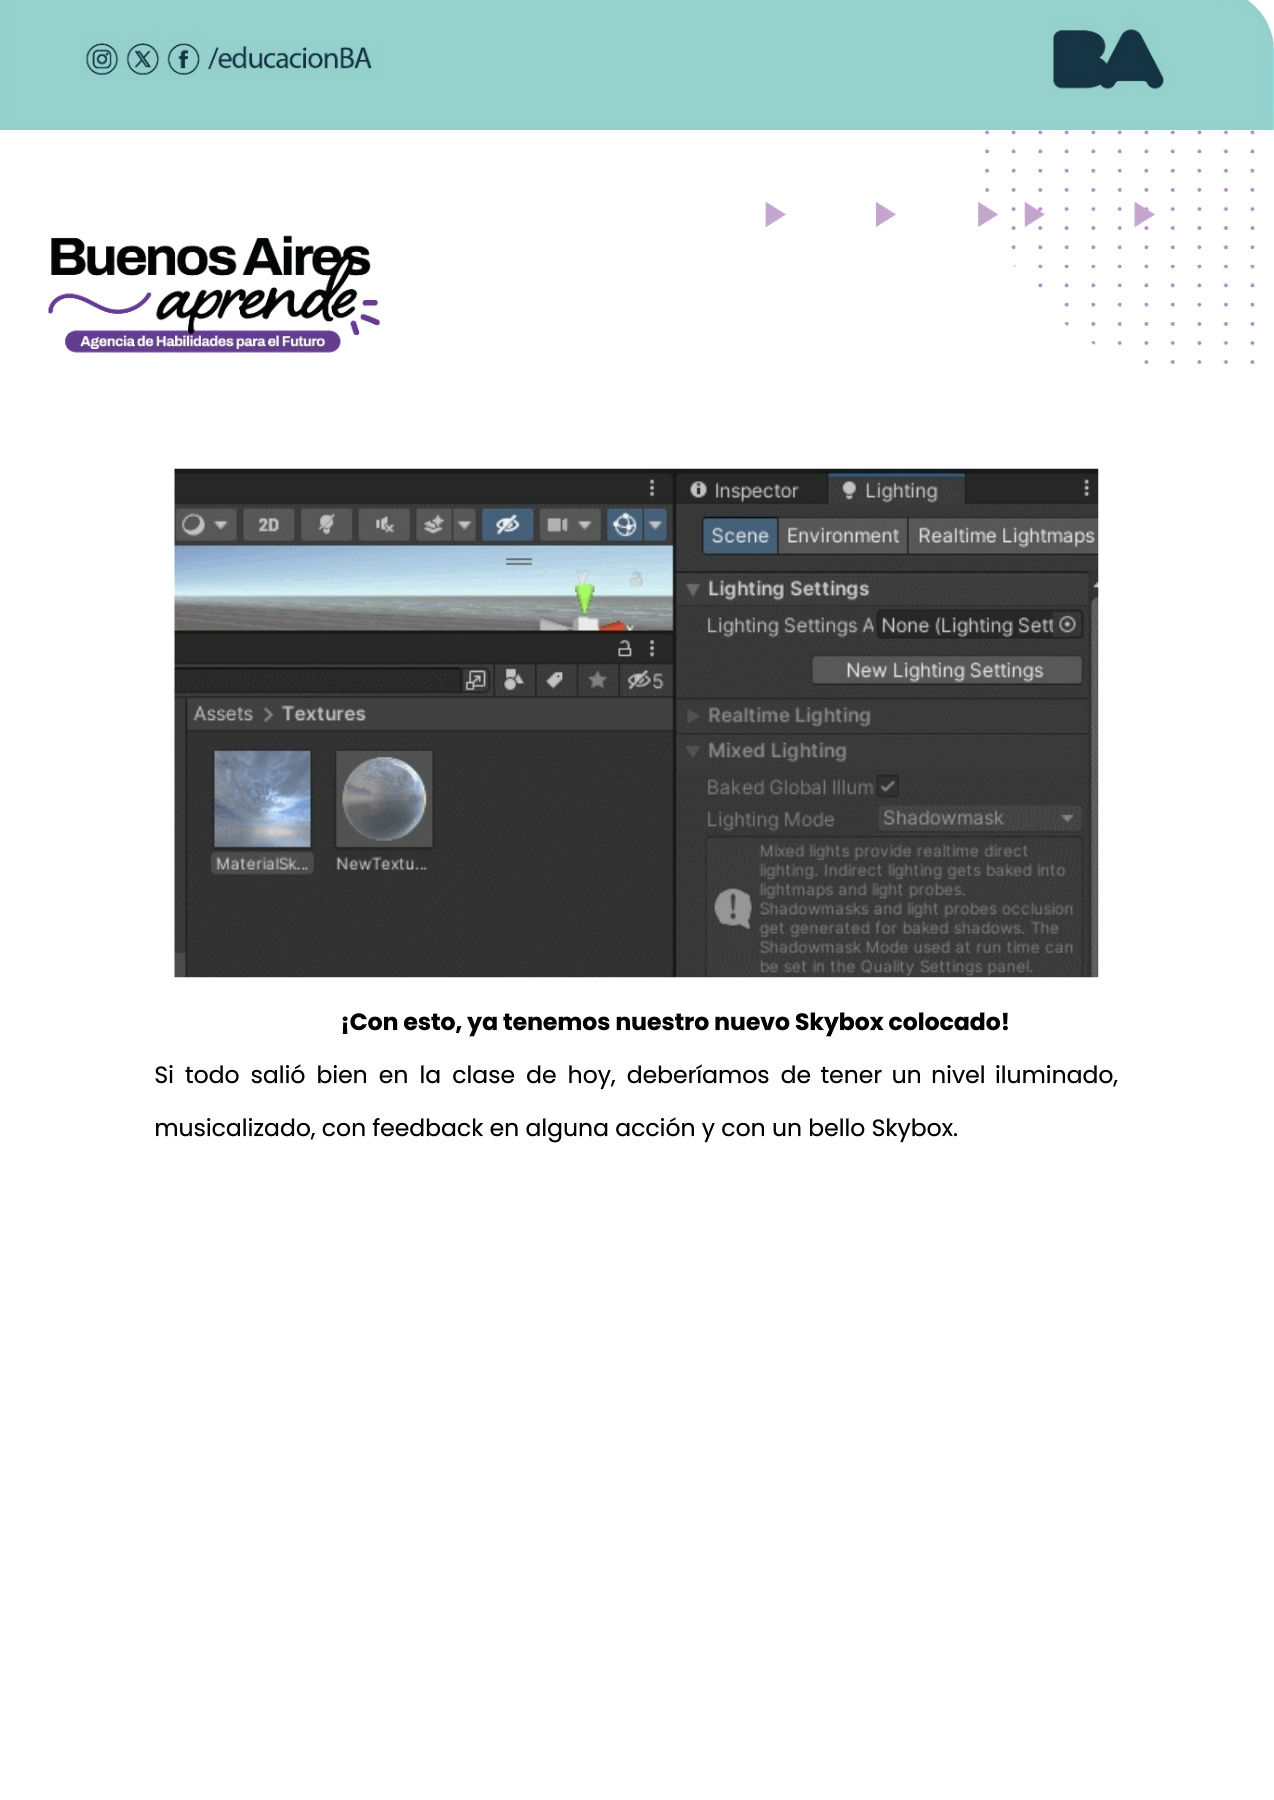 /educacionBA
BA
Buenos Aires
aprende
Agencia de Habilidades para el Futuro
Inspector
Lighting
2D
Scene
Environment
Realtime Lightmaps
y
x
Lighting Settings
Lighting Settings A
None (Lighting Sett
New Lighting Settings
5
Assets > Textures
Realtime Lighting
Mixed Lighting
Baked Global Illum
Lighting Mode
Shadowmask
MaterialSk...
NewTextu...
Mixed lights provide realtime direct
lighting. Indirect lighting gets baked into
lightmaps and light probes.
Shadowmasks and light probes occlusion
get generated for baked shadows. The
Shadowmask Mode used at run time can
be set in the Quality Settings panel.
¡Con esto, ya tenemos nuestro nuevo Skybox colocado!
Si todo salió bien en la clase de hoy, deberíamos de tener un nivel iluminado,
musicalizado, con feedback en alguna acción y con un bello Skybox.